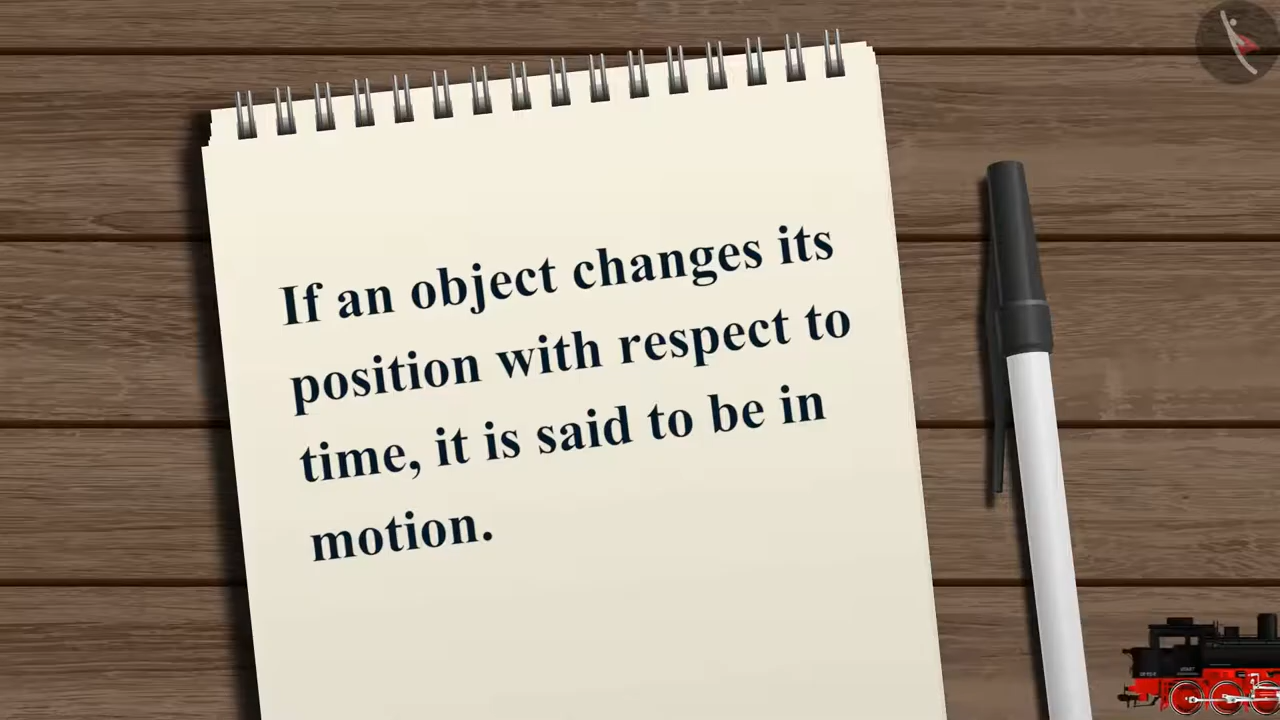 If an object changes its
position with respect to
time, it is said to be in
motion.